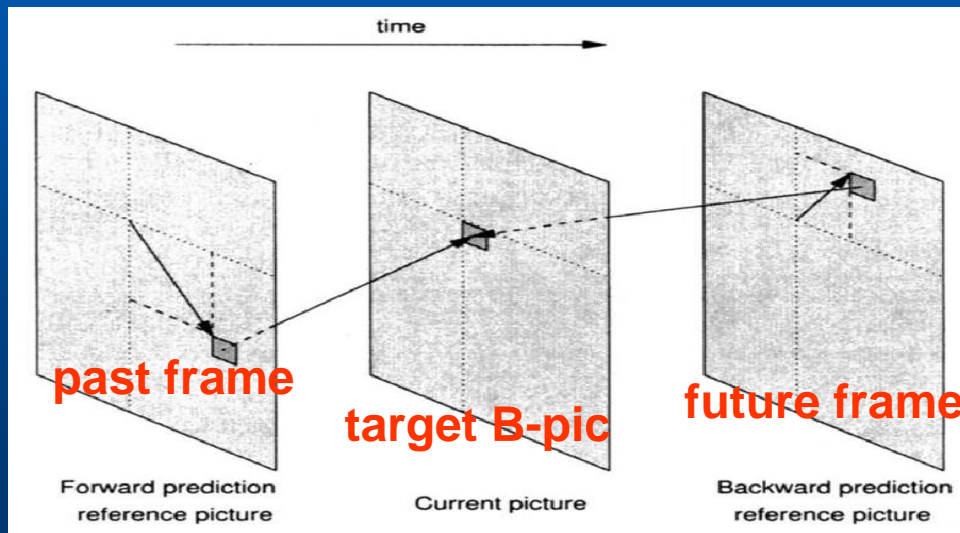 time
past frame
target B-pic
future frame
Forward prediction
reference picture
Current picture
Backward prediction
reference picture